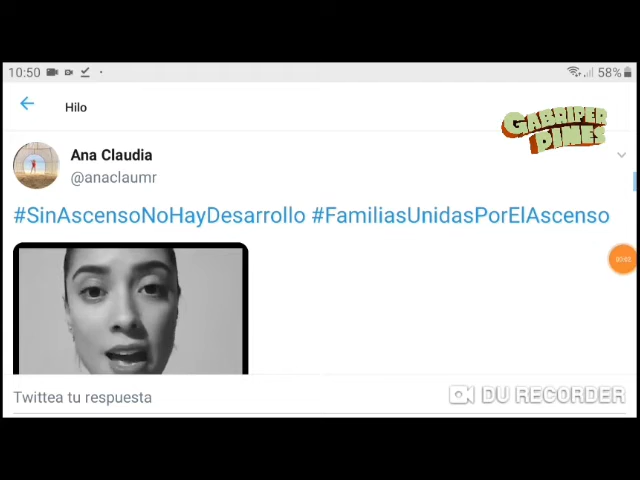 10:50
58%
Hilo
GABRIPER
DIMES
Ana Claudia
@anaclaumr
#SinAscensoNoHayDesarrollo #FamiliasUnidasPorElAscenso
Twittea tu respuesta
DU RECORDER